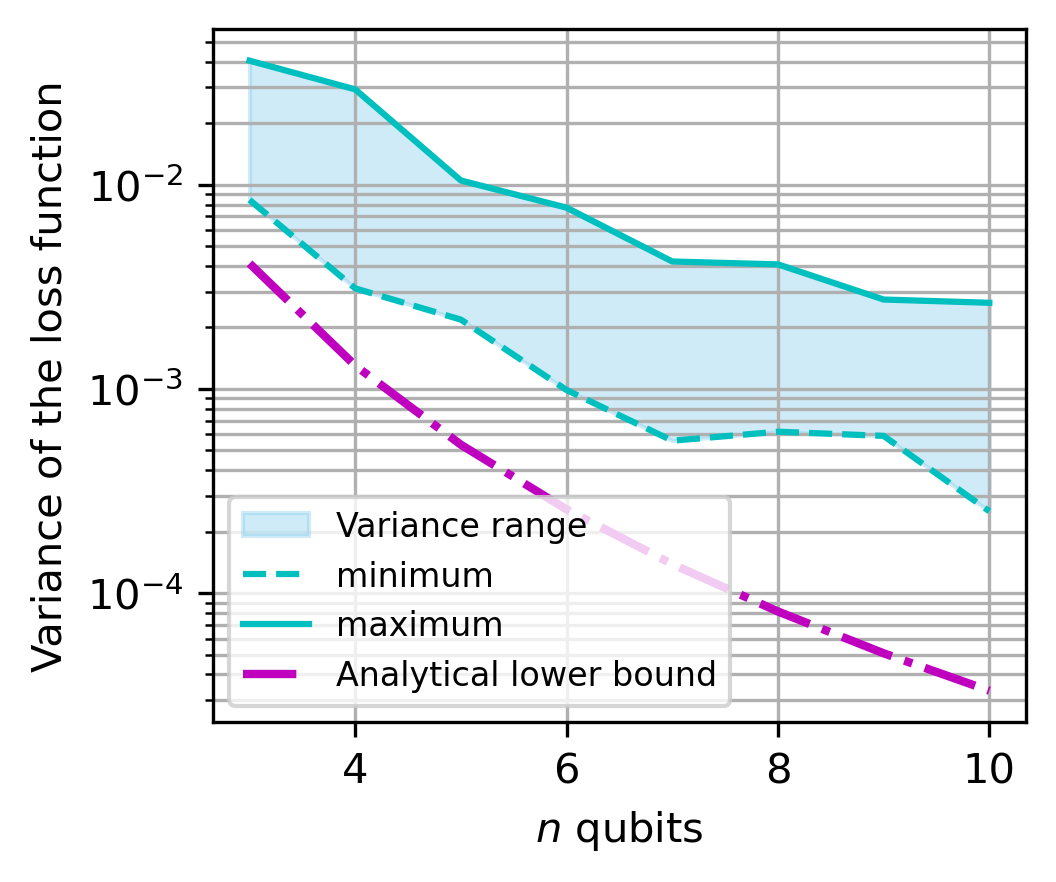 Variance of the loss function
10⁻²
10⁻³
10⁻⁴
Variance range
minimum
maximum
Analytical lower bound
4 6 8 10
n qubits